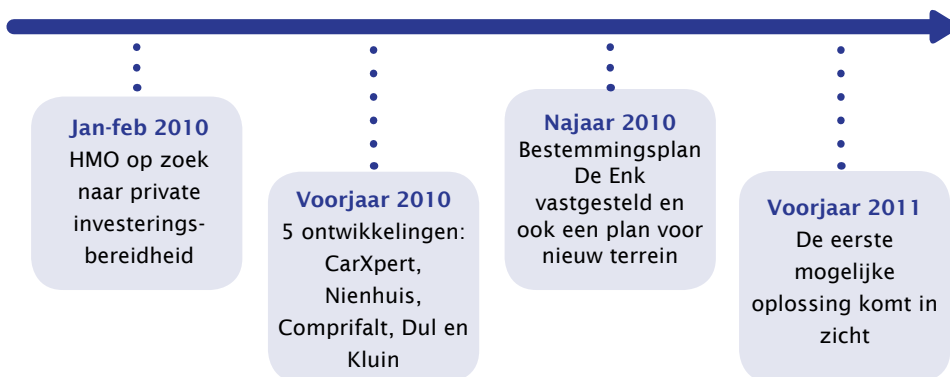 Jan-feb 2010
HMO op zoek
naar private
investerings-
bereidheid
Voorjaar 2010
5 ontwikkelingen:
CarXpert,
Nienhuis,
Comprifalt, Dul en
Kluin
Najaar 2010
Bestemmingsplan
De Enk
vastgesteld en
ook een plan voor
nieuw terrein
Voorjaar 2011
De eerste
mogelijke
oplossing komt in
zicht